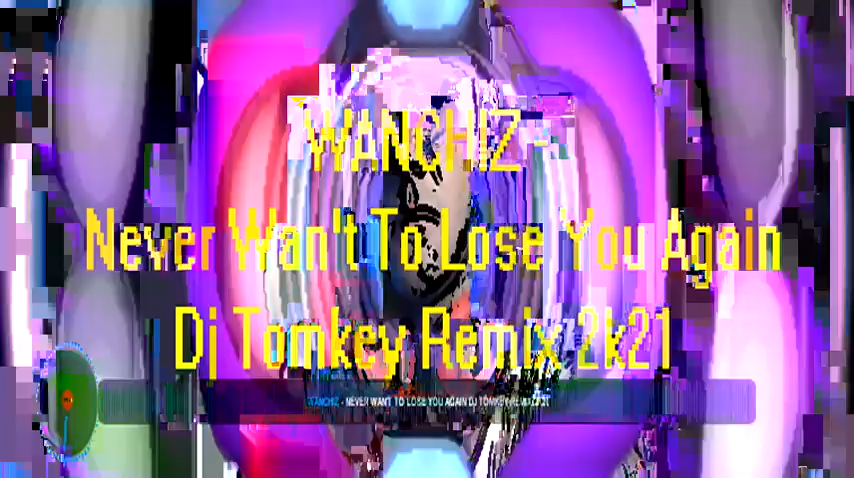 WANCHIZ -
Never Wan't To Lose You Again
Dj Tomkey Remix 2k21
WANCHIZ - NEVER WANT TO LOSE YOU AGAIN DJ TOMKEY REMIX 2K21